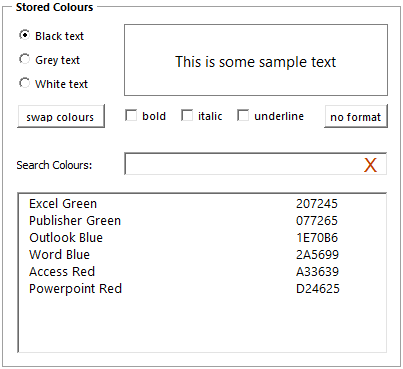 Stored Colours
Black text
Grey text
White text
This is some sample text
swap colours
bold
italic
underline
no format
Search Colours:
X
Excel Green 207245
Publisher Green 077265
Outlook Blue 1E70B6
Word Blue 2A5699
Access Red A33639
Powerpoint Red D24625